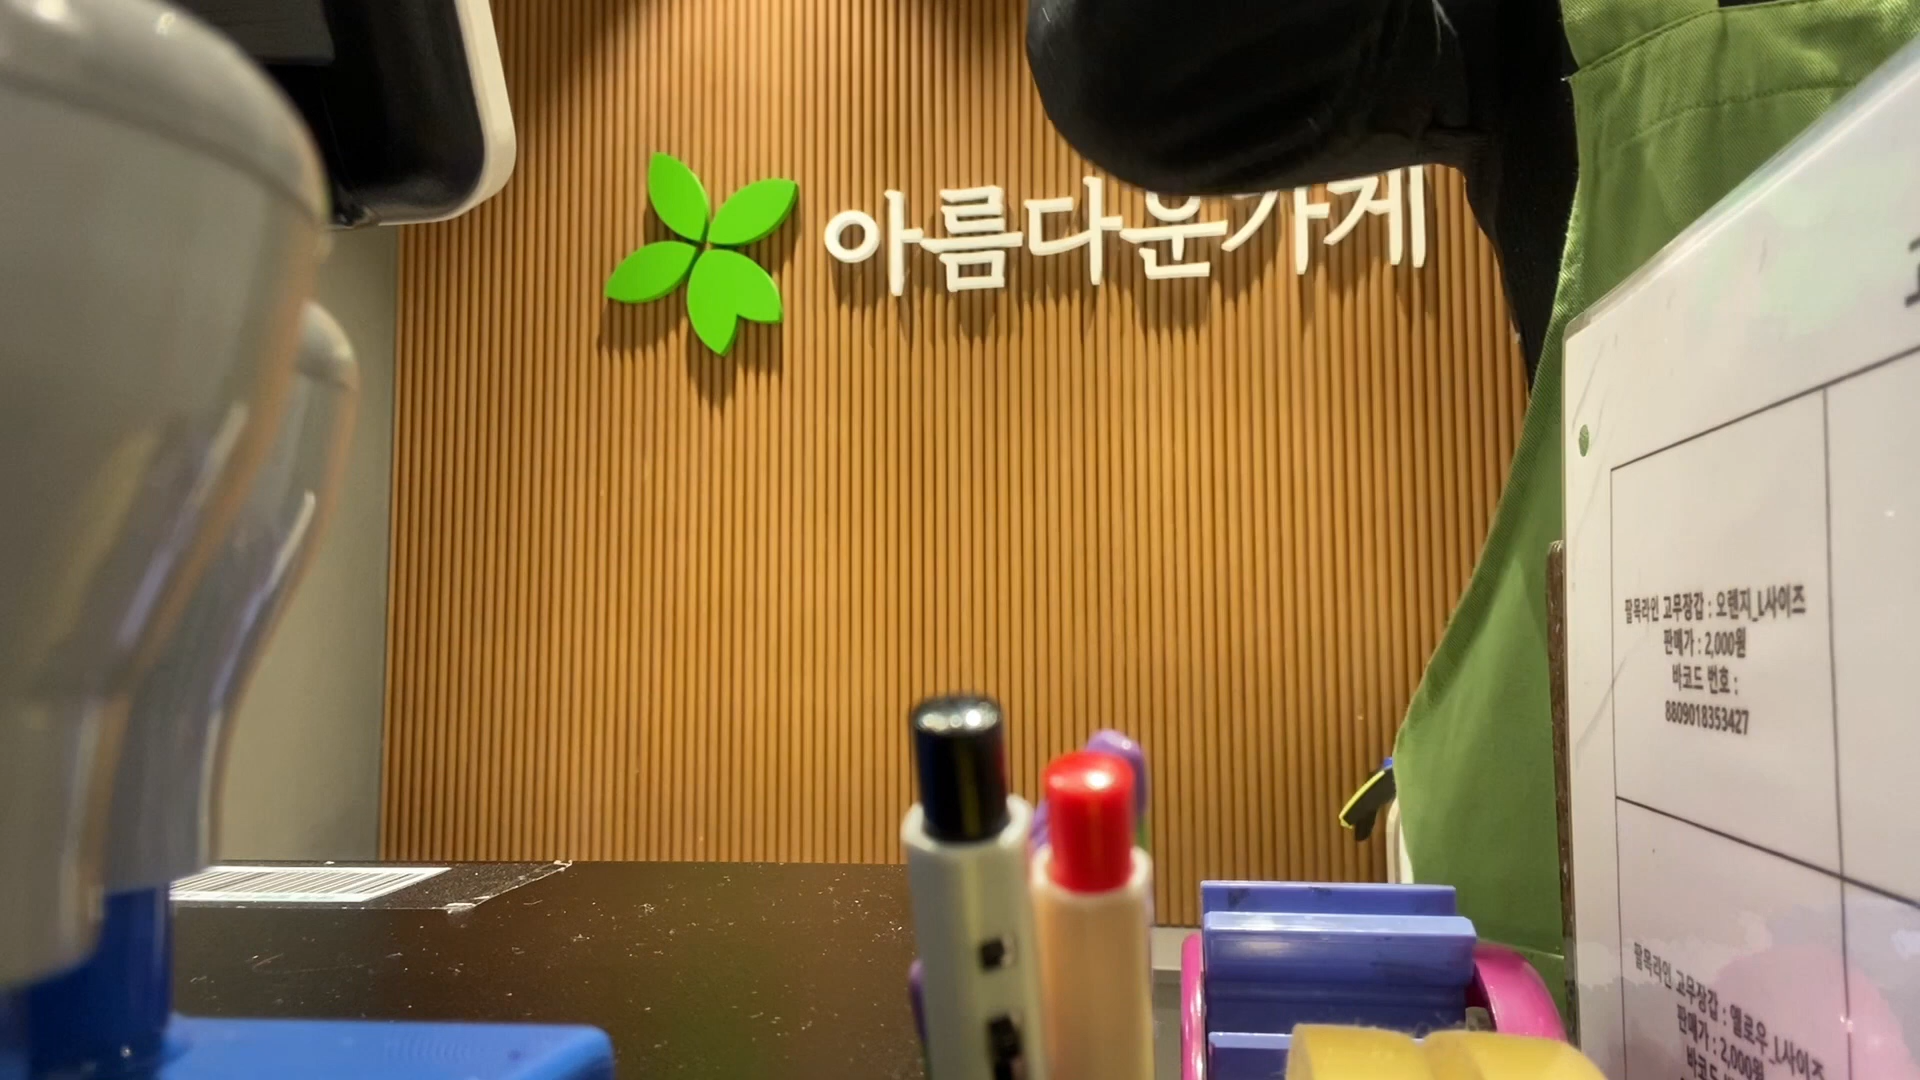 아름다운가게
팔목라인 고무장갑 : 오렌지_L사이즈
판매가 : 2,000원
바코드 번호 :
8809018353427
팔목라인 고무장갑 : 옐로우_L사이즈
판매가 : 2,000원
바코드